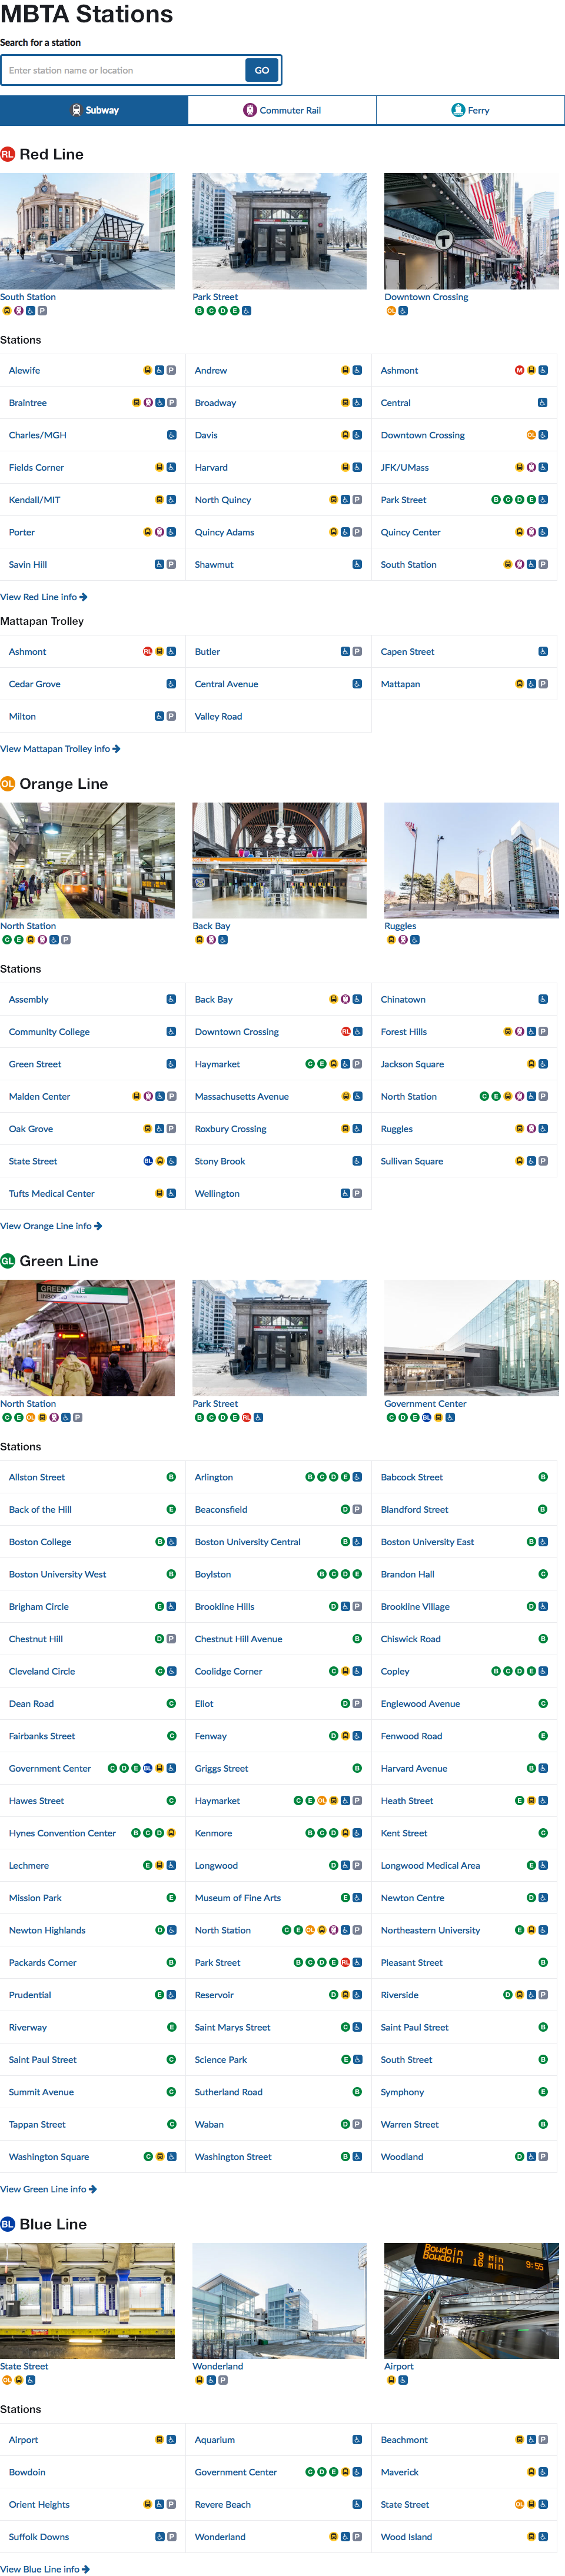 MBTA Stations
Search for a station
Enter station name or location GO
Subway Commuter Rail Ferry
RL Red Line
South Station Park Street Downtown Crossing
P B C D E OL
Stations
Alewife P Andrew Ashmont M
Braintree P Broadway Central
Charles/MGH Davis Downtown Crossing OL
Fields Corner Harvard JFK/UMass
Kendall/MIT North Quincy P Park Street B C D E
Porter Quincy Adams P Quincy Center
Savin Hill P Shawmut South Station P
View Red Line info
Mattapan Trolley
Ashmont RL Butler P Capen Street
Cedar Grove Central Avenue Mattapan P
Milton P Valley Road
View Mattapan Trolley info
OL Orange Line
North Station Back Bay Ruggles
C E P
Stations
Assembly Back Bay Chinatown
Community College Downtown Crossing RL Forest Hills P
Green Street Haymarket C E P Jackson Square
Malden Center P Massachusetts Avenue North Station C E P
Oak Grove P Roxbury Crossing Ruggles
State Street BL Stony Brook Sullivan Square P
Tufts Medical Center Wellington P
View Orange Line info
GL Green Line
GREEN LINE
North Station Park Street Government Center
C E OL P B C D E RL C D E BL
Stations
Allston Street B Arlington B C D E Babcock Street B
Back of the Hill E Beaconsfield D P Blandford Street B
Boston College B Boston University Central B Boston University East B
Boston University West B Boylston B C D E Brandon Hall C
Brigham Circle E Brookline Hills D P Brookline Village D
Chestnut Hill D P Chestnut Hill Avenue B Chiswick Road B
Cleveland Circle C Coolidge Corner C Copley B C D E
Dean Road C Eliot D P Englewood Avenue C
Fairbanks Street C Fenway D Fenwood Road E
Government Center C D E BL Griggs Street B Harvard Avenue B
Hawes Street C Haymarket C E OL P Heath Street E
Hynes Convention Center B C D Kenmore B C D Kent Street C
Lechmere E Longwood D P Longwood Medical Area E
Mission Park E Museum of Fine Arts E Newton Centre D
Newton Highlands D North Station C E OL P Northeastern University E
Packards Corner B Park Street B C D E RL Pleasant Street B
Prudential E Reservoir D Riverside D P
Riverway E Saint Marys Street C Saint Paul Street B
Saint Paul Street C Science Park E South Street B
Summit Avenue C Sutherland Road B Symphony E
Tappan Street C Waban D P Warren Street B
Washington Square C Washington Street B Woodland D P
View Green Line info
BL Blue Line
Bowdoin 9 min
Bowdoin 16 min 9:55
State Street Wonderland Airport
OL P
Stations
Airport Aquarium Beachmont P
Bowdoin Government Center C D E Maverick
Orient Heights P Revere Beach State Street OL
Suffolk Downs P Wonderland P Wood Island
View Blue Line info